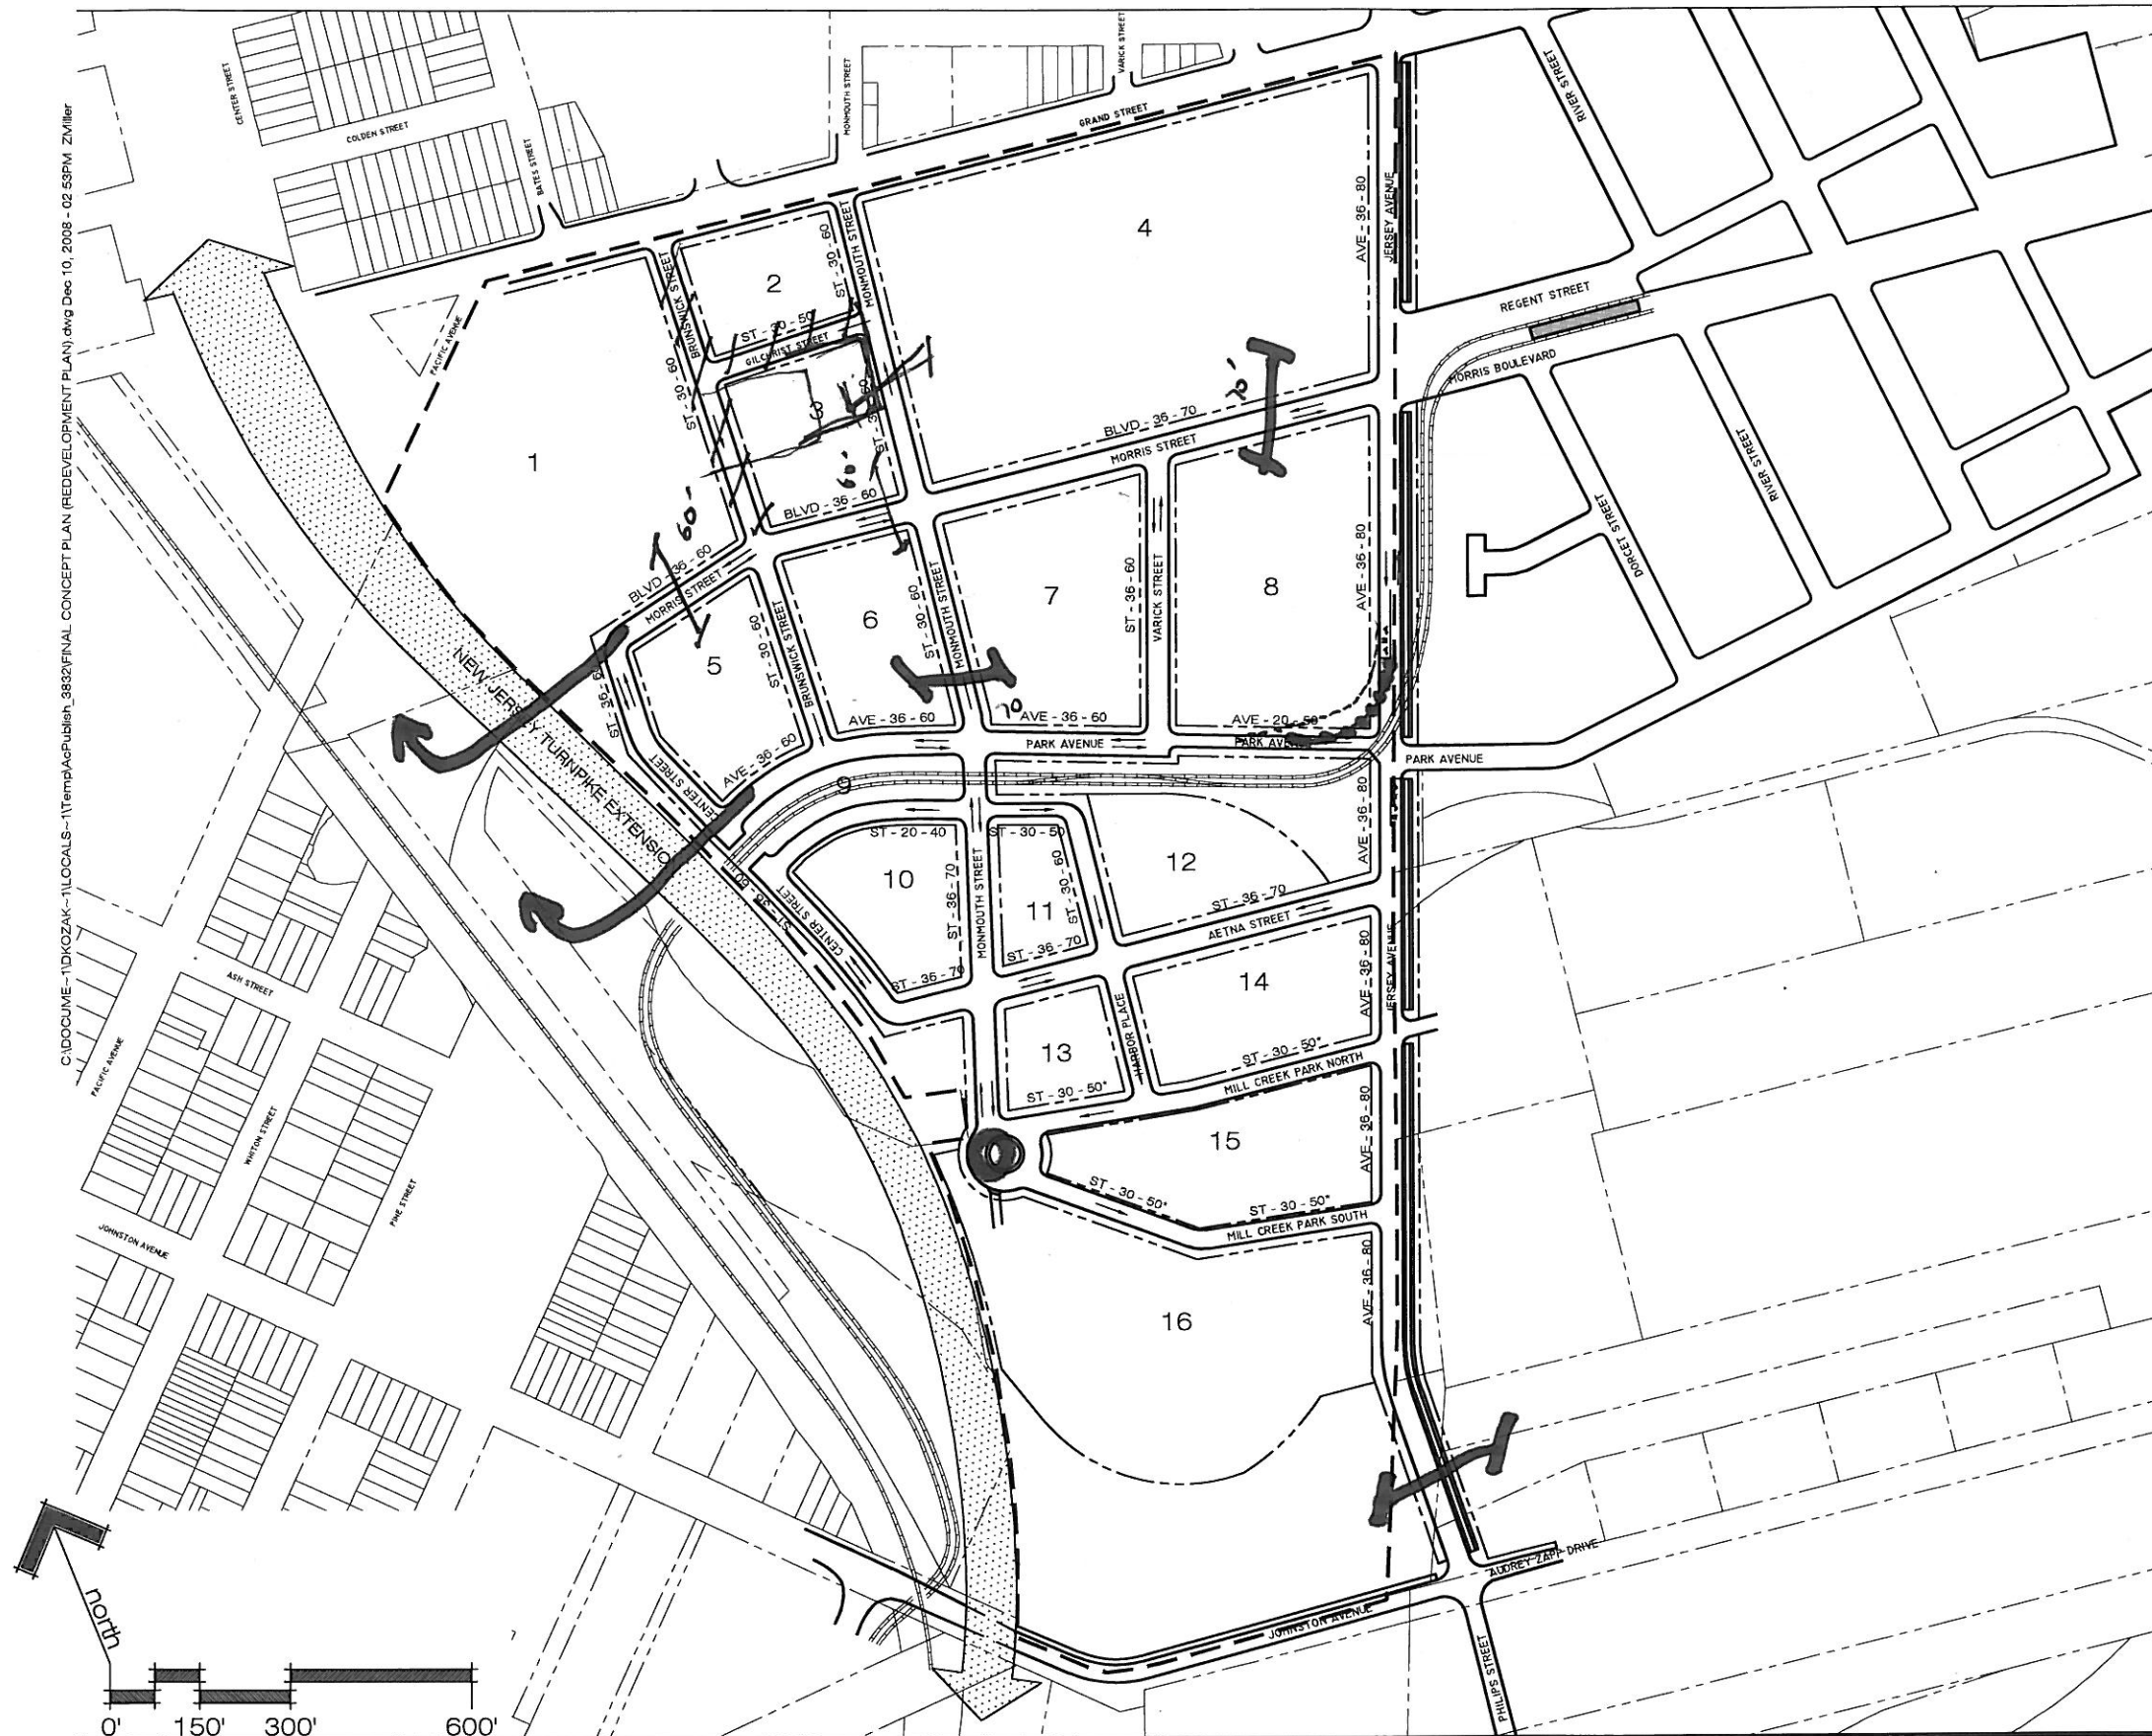 C:\DOCUME~1\DKOZAK~1\LOCALS~1\Temp\AcPublish_3832\FINAL CONCEPT PLAN (REDEVELOPMENT PLAN).dwg Dec 10, 2008 - 02 53PM ZMiller
CENTER STREET
COLDEN STREET
BATES STREET
MONMOUTH STREET
VARICK STREET
GRAND STREET
RIVER STREET
PACIFIC AVENUE
BRUNSWICK STREET
2
ST - 30 - 60
MONMOUTH STREET
4
AVE - 36 - 80
JERSEY AVENUE
REGENT STREET
MORRIS BOULEVARD
ST - 30 - 50
GILCHRIST STREET
ST - 30 - 60
3
1
60'
60'
70'
BLVD - 36 - 60
BLVD - 36 - 70
MORRIS STREET
BLVD - 36 - 60
MORRIS STREET
RIVER STREET
DORCET STREET
5
ST - 36 - 60
ST - 30 - 60
BRUNSWICK STREET
6
ST - 30 - 60
MONMOUTH STREET
7
ST - 36 - 60
VARICK STREET
8
AVE - 36 - 80
70
AVE - 36 - 60
AVE - 36 - 60
AVE - 20 - 50
AVE - 36 - 60
PARK AVENUE
PARK AVENUE
PARK AVENUE
CENTER STREET
NEW JERSEY TURNPIKE EXTENSION
9
ST - 20 - 40
ST - 30 - 50
10
ST - 36 - 70
MONMOUTH STREET
11
ST - 30 - 60
12
AVE - 36 - 80
ST - 36 - 60
CENTER STREET
ST - 36 - 70
AETNA STREET
ST - 36 - 70
ST - 36 - 70
14
AVE - 36 - 80
JERSEY AVENUE
13
HARBOR PLACE
ST - 30 - 50*
ST - 30 - 50*
MILL CREEK PARK NORTH
15
AVE - 36 - 80
ST - 30 - 50*
ST - 30 - 50*
MILL CREEK PARK SOUTH
AVE - 36 - 80
16
ASH STREET
PACIFIC AVENUE
WHITON STREET
PINE STREET
JOHNSTON AVENUE
AUDREY ZAPP DRIVE
JOHNSTON AVENUE
PHILIPS STREET
north
0' 150' 300' 600'